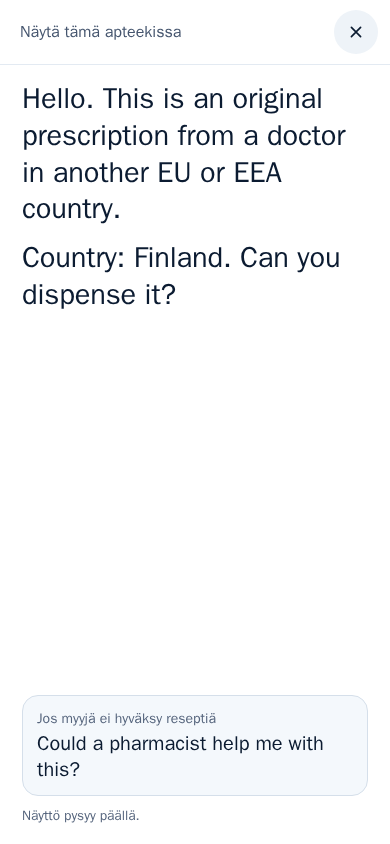 Näytä tämä apteekissa
Hello. This is an original
prescription from a doctor
in another EU or EEA
country.
Country: Finland. Can you
dispense it?
Jos myyjä ei hyväksy reseptiä
Could a pharmacist help me with
this?
Näyttö pysyy päällä.